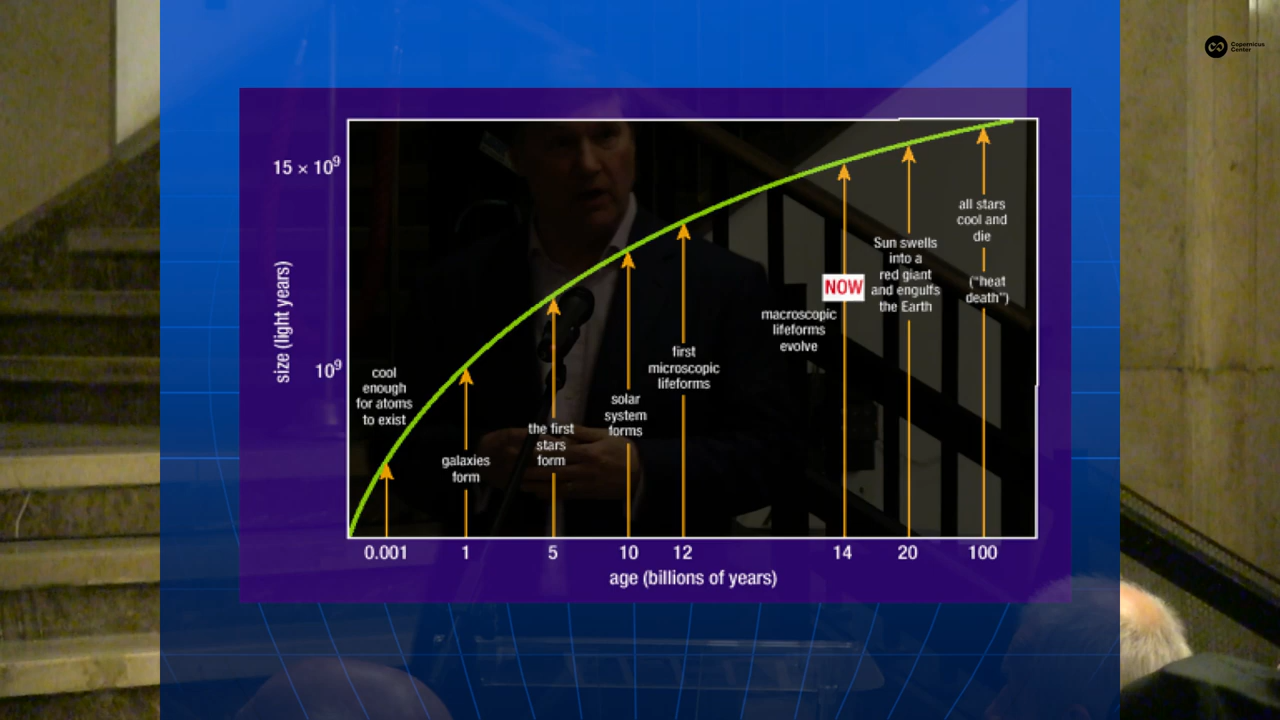 Copernicus
Center
15 × 10⁹
10⁹
size (light years)
cool
enough
for atoms
to exist
galaxies
form
the first
stars
form
solar
system
forms
first
microscopic
lifeforms
macroscopic
lifeforms
evolve
NOW
Sun swells
into a
red giant
and engulfs
the Earth
all stars
cool and
die
("heat
death")
0.001
1
5
10
12
14
20
100
age (billions of years)